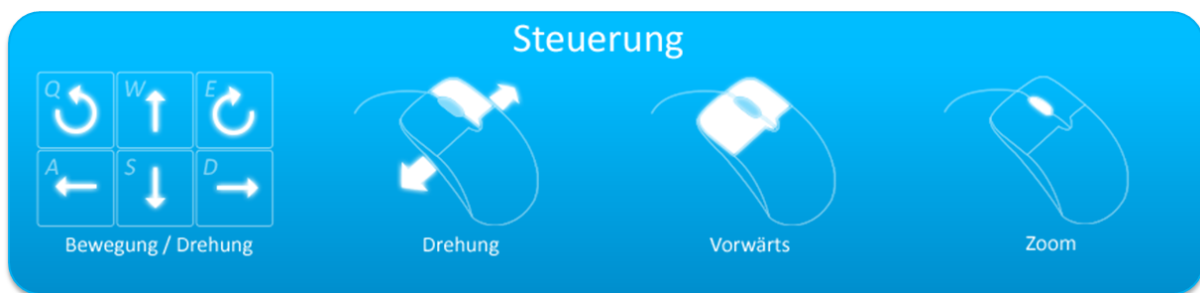 Steuerung
Q W E
A S D
Bewegung / Drehung
Drehung
Vorwärts
Zoom